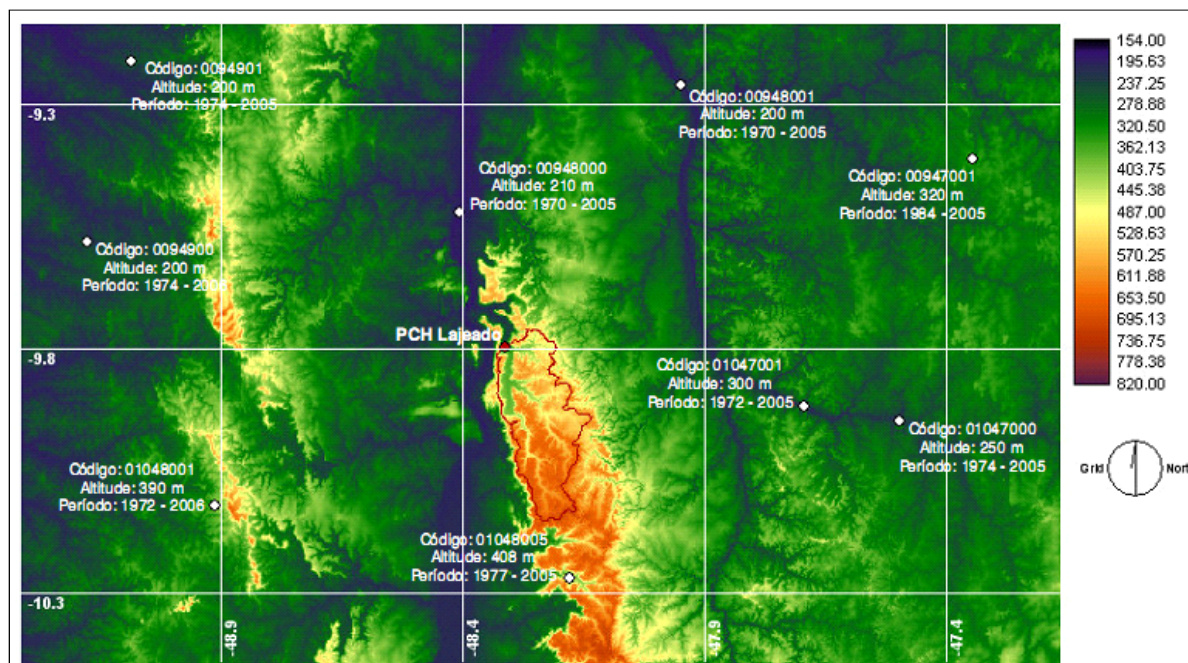 Código: 0094901
Altitude: 200 m
Período: 1974 - 2005
Código: 00948001
Altitude: 200 m
Período: 1970 - 2005
-9.3
Código: 00948000
Altitude: 210 m
Período: 1970 - 2005
Código: 00947001
Altitude: 320 m
Período: 1984 - 2005
Código: 0094900
Altitude: 200 m
Período: 1974 - 2006
PCH Lajeado
-9.8
Código: 01047001
Altitude: 300 m
Período: 1972 - 2005
Código: 01047000
Altitude: 250 m
Período: 1974 - 2005
Código: 01048001
Altitude: 390 m
Período: 1972 - 2006
Código: 01048005
Altitude: 408 m
Período: 1977 - 2005
-10.3
-48.9
-48.4
-47.9
-47.4
154.00
195.63
237.25
278.88
320.50
362.13
403.75
445.38
487.00
528.63
570.25
611.88
653.50
695.13
736.75
778.38
820.00
Grid
Nort